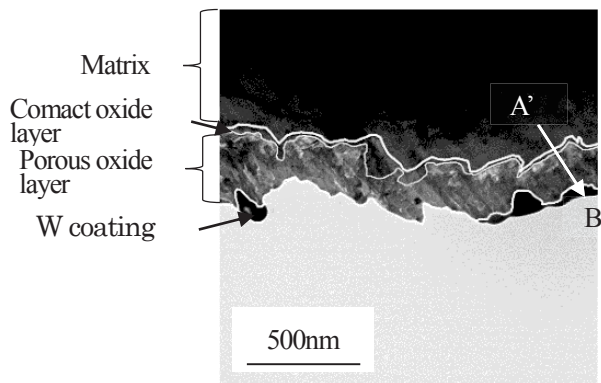 Matrix
Comact oxide
layer
Porous oxide
layer
W coating
A’
B
500nm